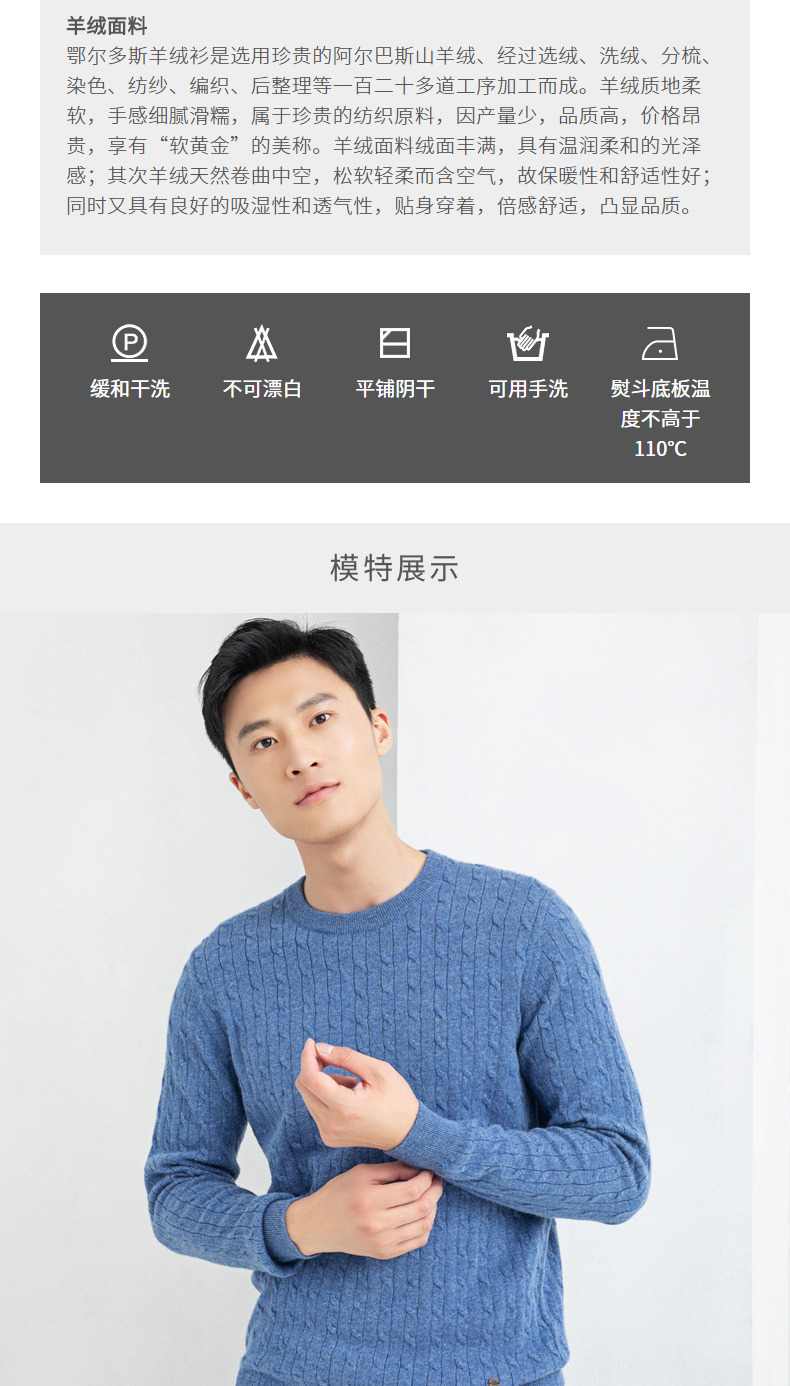 羊绒面料
鄂尔多斯羊绒衫是选用珍贵的阿尔巴斯山羊绒、经过选绒、洗绒、分梳、
染色、纺纱、编织、后整理等一百二十多道工序加工而成。羊绒质地柔
软，手感细腻滑糯，属于珍贵的纺织原料，因产量少，品质高，价格昂
贵，享有“软黄金”的美称。羊绒面料绒面丰满，具有温润柔和的光泽
感；其次羊绒天然卷曲中空，松软轻柔而含空气，故保暖性和舒适性好；
同时又具有良好的吸湿性和透气性，贴身穿着，倍感舒适，凸显品质。
P
缓和干洗
不可漂白
平铺阴干
可用手洗
熨斗底板温
度不高于
110℃
模特展示